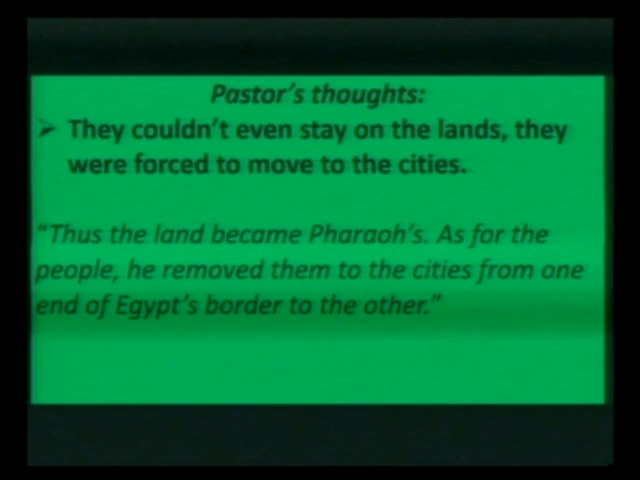 Pastor's thoughts:
➢ They couldn't even stay on the lands, they
were forced to move to the cities.
"Thus the land became Pharaoh's. As for the
people, he removed them to the cities from one
end of Egypt's border to the other."